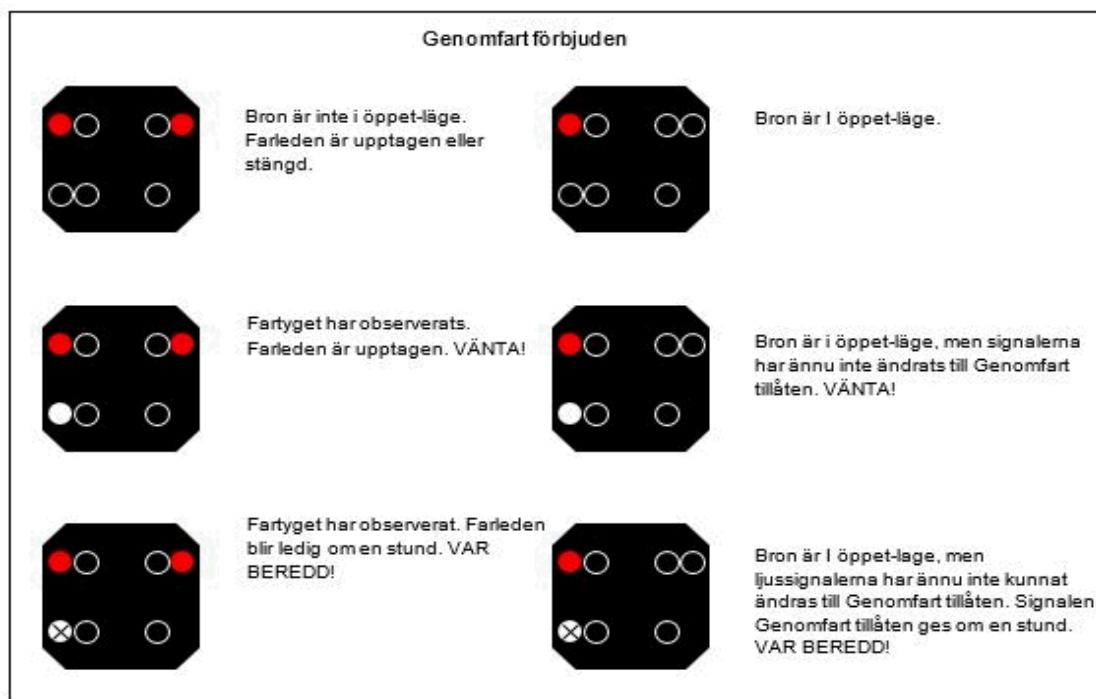 Genomfart förbjuden
Bron är inte i öppet-läge.
Farleden är upptagen eller
stängd.
Bron är I öppet-läge.
Fartyget har observerats.
Farleden är upptagen. VÄNTA!
Bron är i öppet-läge, men signalerna
har ännu inte ändrats till Genomfart
tillåten. VÄNTA!
Fartyget har observerat. Farleden
blir ledig om en stund. VAR
BEREDD!
Bron är I öppet-lage, men
ljussignalerna har ännu inte kunnat
ändras till Genomfart tillåten. Signalen
Genomfart tillåten ges om en stund.
VAR BEREDD!